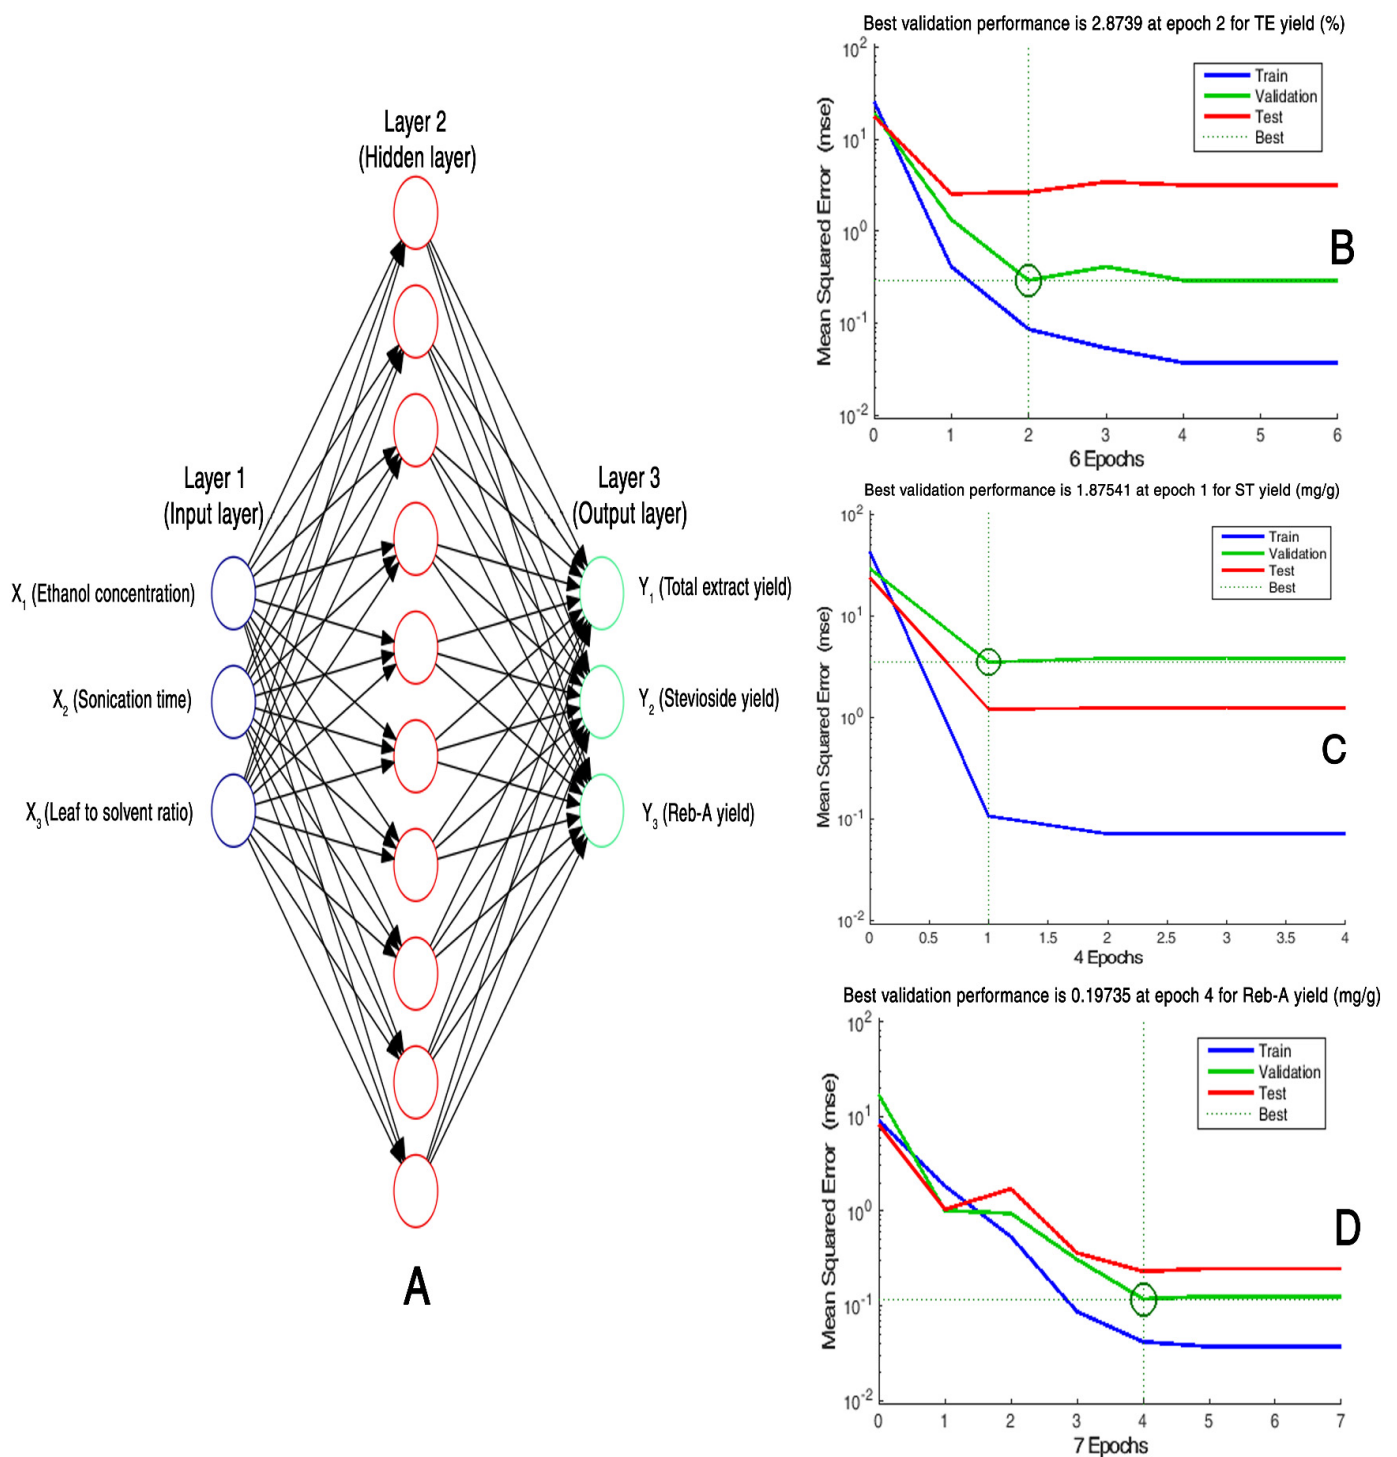 Layer 2
(Hidden layer)
Layer 1
(Input layer)
Layer 3
(Output layer)
X1 (Ethanol concentration)
X2 (Sonication time)
X3 (Leaf to solvent ratio)
Y1 (Total extract yield)
Y2 (Stevioside yield)
Y3 (Reb-A yield)
A
Best validation performance is 2.8739 at epoch 2 for TE yield (%)
Mean Squared Error (mse)
10^2
10^1
10^0
10^-1
10^-2
Train
Validation
Test
Best
B
0 1 2 3 4 5 6
6 Epochs
Best validation performance is 1.87541 at epoch 1 for ST yield (mg/g)
Mean Squared Error (mse)
10^2
10^1
10^0
10^-1
10^-2
Train
Validation
Test
Best
C
0 0.5 1 1.5 2 2.5 3 3.5 4
4 Epochs
Best validation performance is 0.19735 at epoch 4 for Reb-A yield (mg/g)
Mean Squared Error (mse)
10^2
10^1
10^0
10^-1
10^-2
Train
Validation
Test
Best
D
0 1 2 3 4 5 6 7
7 Epochs